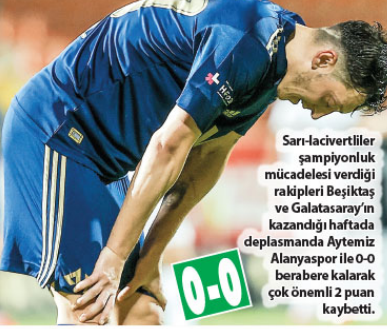 Sarı-lacivertliler
şampiyonluk
mücadelesi verdiği
rakipleri Beşiktaş
ve Galatasaray’ın
kazandığı haftada
deplasmanda Aytemiz
Alanyaspor ile 0-0
berabere kalarak
çok önemli 2 puan
kaybetti.
0-0